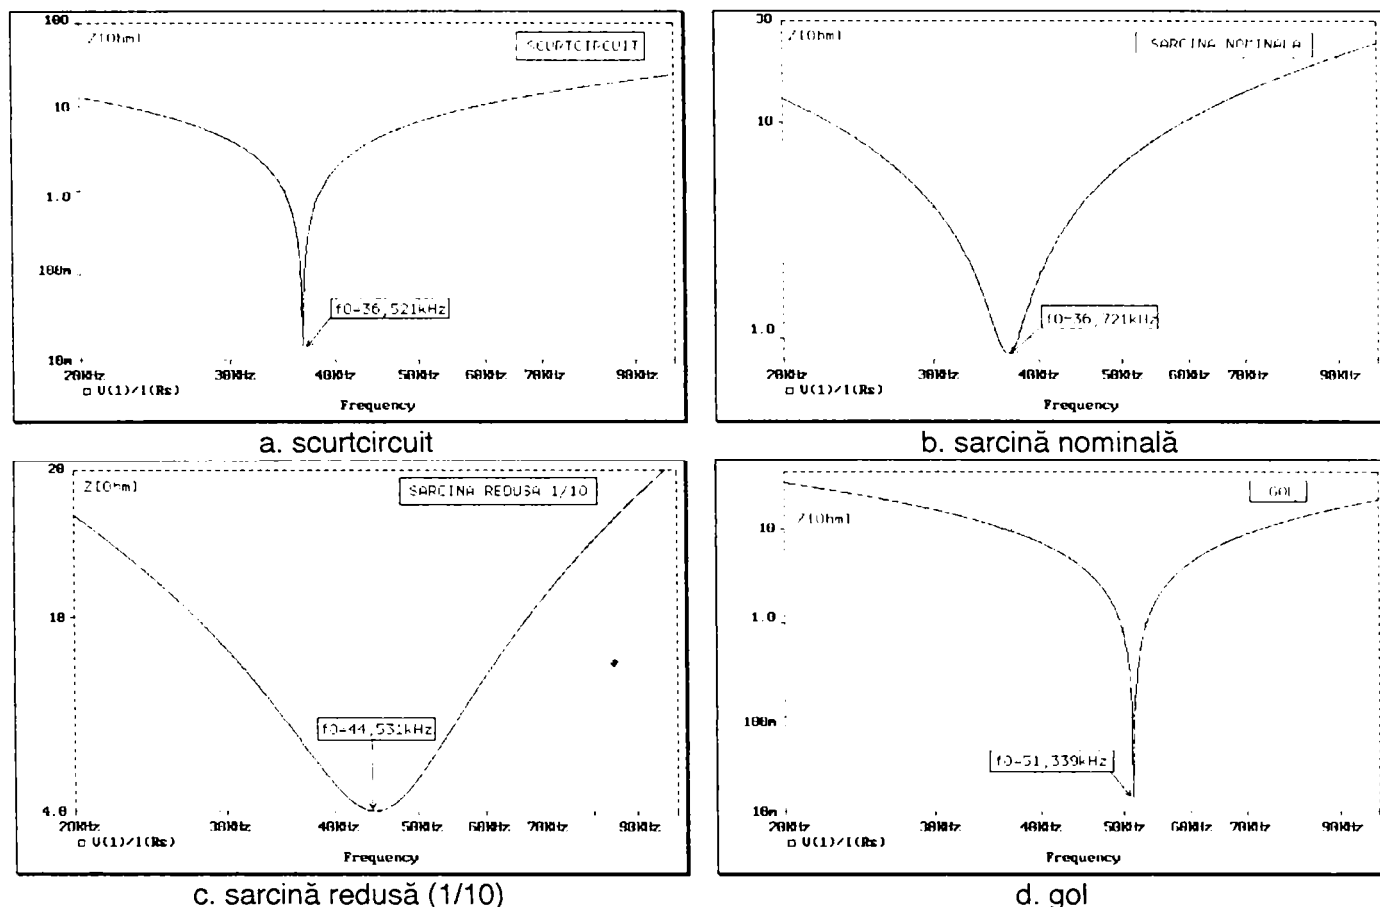 100
Z[Ohm]
SCURTCIRCUIT
10
1.0
100m
f0=36,521kHz
10m
20KHz 30KHz 40KHz 50KHz 60KHz 70KHz 90KHz
U(1)/I(Rs)
Frequency
a. scurtcircuit
30
Z[Ohm]
SARCINA NOMINALA
10
1.0
f0=36,721kHz
20KHz 30KHz 40KHz 50KHz 60KHz 70KHz 90KHz
U(1)/I(Rs)
Frequency
b. sarcină nominală
20
Z[Ohm]
SARCINA REDUSA 1/10
10
f0=44,531kHz
4.0
20KHz 30KHz 40KHz 50KHz 60KHz 70KHz 90KHz
U(1)/I(Rs)
Frequency
c. sarcină redusă (1/10)
GOL
Z[Ohm]
10
1.0
100m
f0=51,339kHz
10m
20KHz 30KHz 50KHz 60KHz 70KHz 90KHz
U(1)/I(Rs)
Frequency
d. gol